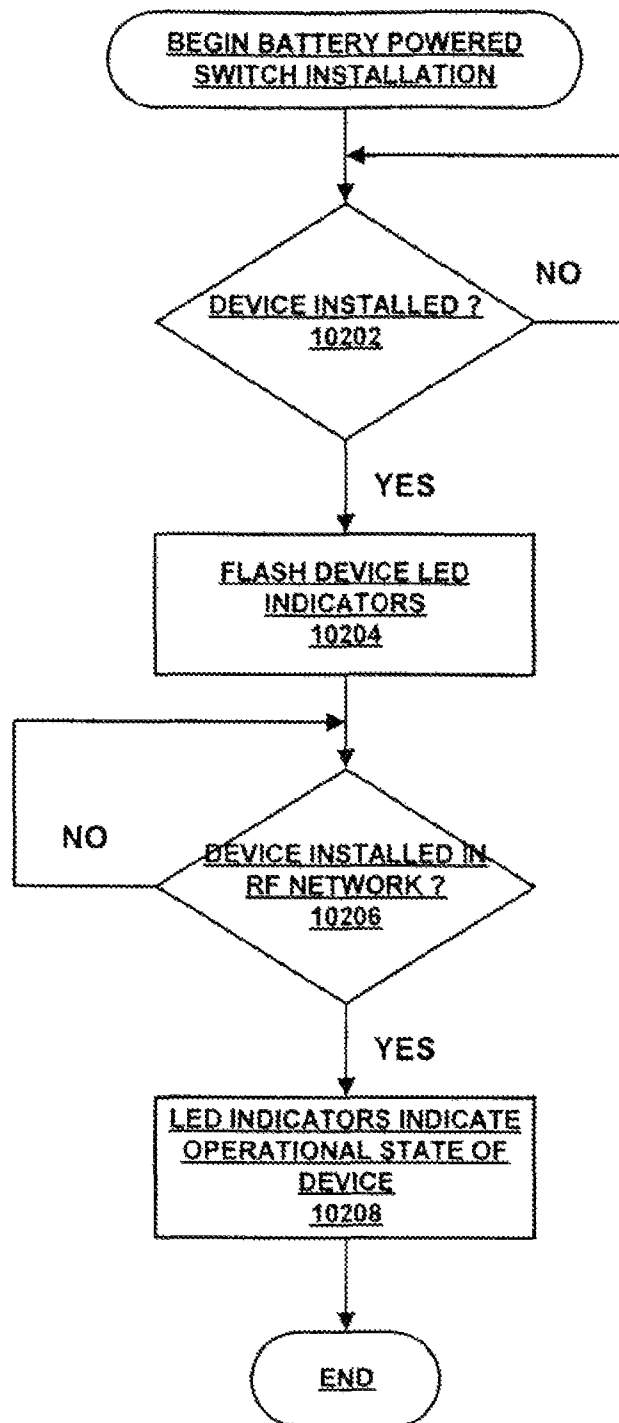 BEGIN BATTERY POWERED
SWITCH INSTALLATION
NO
DEVICE INSTALLED ?
10202
YES
FLASH DEVICE LED
INDICATORS
10204
NO
DEVICE INSTALLED IN
RF NETWORK ?
10206
YES
LED INDICATORS INDICATE
OPERATIONAL STATE OF
DEVICE
10208
END